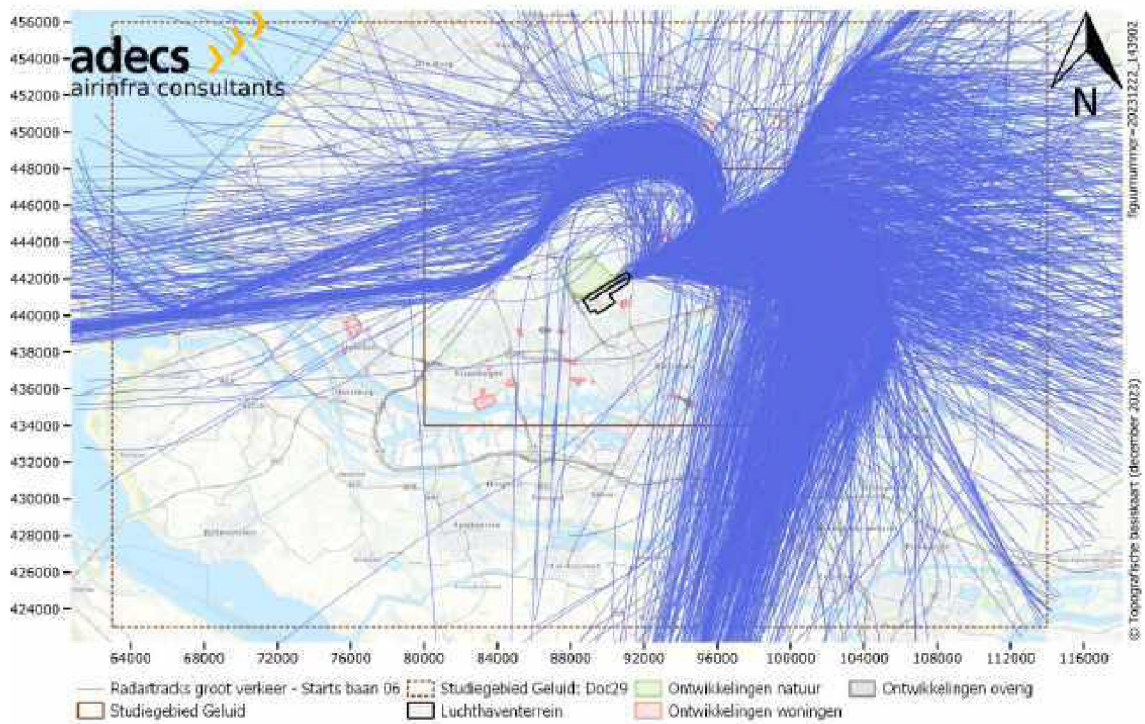 456000
454000
452000
450000
448000
446000
444000
442000
440000
438000
436000
434000
432000
430000
428000
426000
424000
adecs
airinfra consultants
N
figuurnummer=20231222_143902
© Topografische basiskaart (december 2023)
64000 68000 72000 76000 80000 84000 88000 92000 96000 100000 104000 108000 112000 116000
Radartracks groot verkeer - Starts baan 06
Studiegebied Geluid: Doc29
Ontwikkelingen natuur
Ontwikkelingen overig
Studiegebied Geluid
Luchthaventerrein
Ontwikkelingen woningen